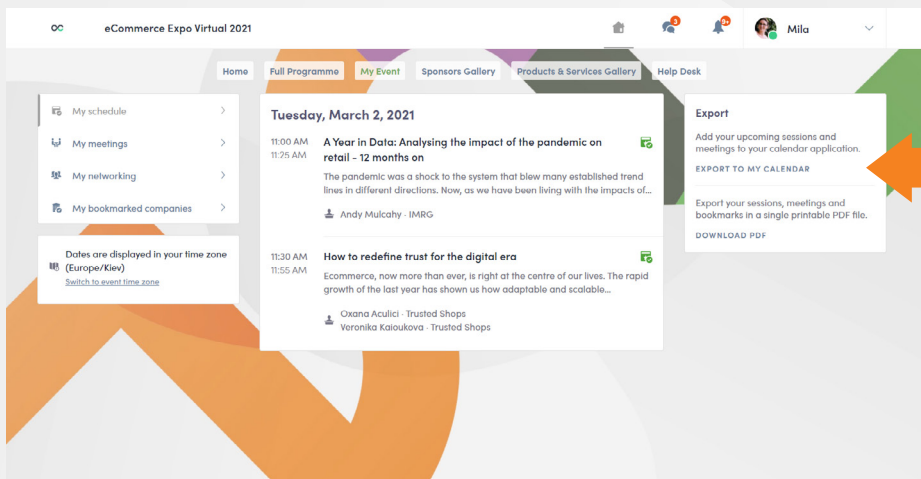 eCommerce Expo Virtual 2021
3
9+
Mila
Home
Full Programme
My Event
Sponsors Gallery
Products & Services Gallery
Help Desk
My schedule
My meetings
My networking
My bookmarked companies
Dates are displayed in your time zone
(Europe/Kiev)
Switch to event time zone
Tuesday, March 2, 2021
11:00 AM
11:25 AM
A Year in Data: Analysing the impact of the pandemic on
retail - 12 months on
The pandemic was a shock to the system that blew many established trend
lines in different directions. Now, as we have been living with the impacts of...
Andy Mulcahy · IMRG
11:30 AM
11:55 AM
How to redefine trust for the digital era
Ecommerce, now more than ever, is right at the centre of our lives. The rapid
growth of the last year has shown us how adaptable and scalable...
Oxana Aculici · Trusted Shops
Veronika Kaioukova · Trusted Shops
Export
Add your upcoming sessions and
meetings to your calendar application.
EXPORT TO MY CALENDAR
Export your sessions, meetings and
bookmarks in a single printable PDF file.
DOWNLOAD PDF